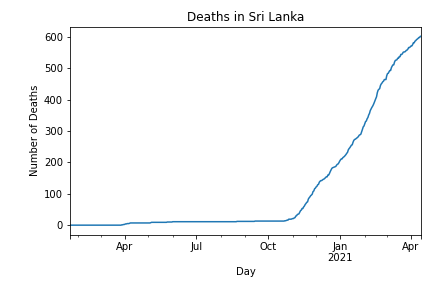 Deaths in Sri Lanka
600
500
400
300
200
100
0
Number of Deaths
Apr
Jul
Oct
Jan
2021
Apr
Day